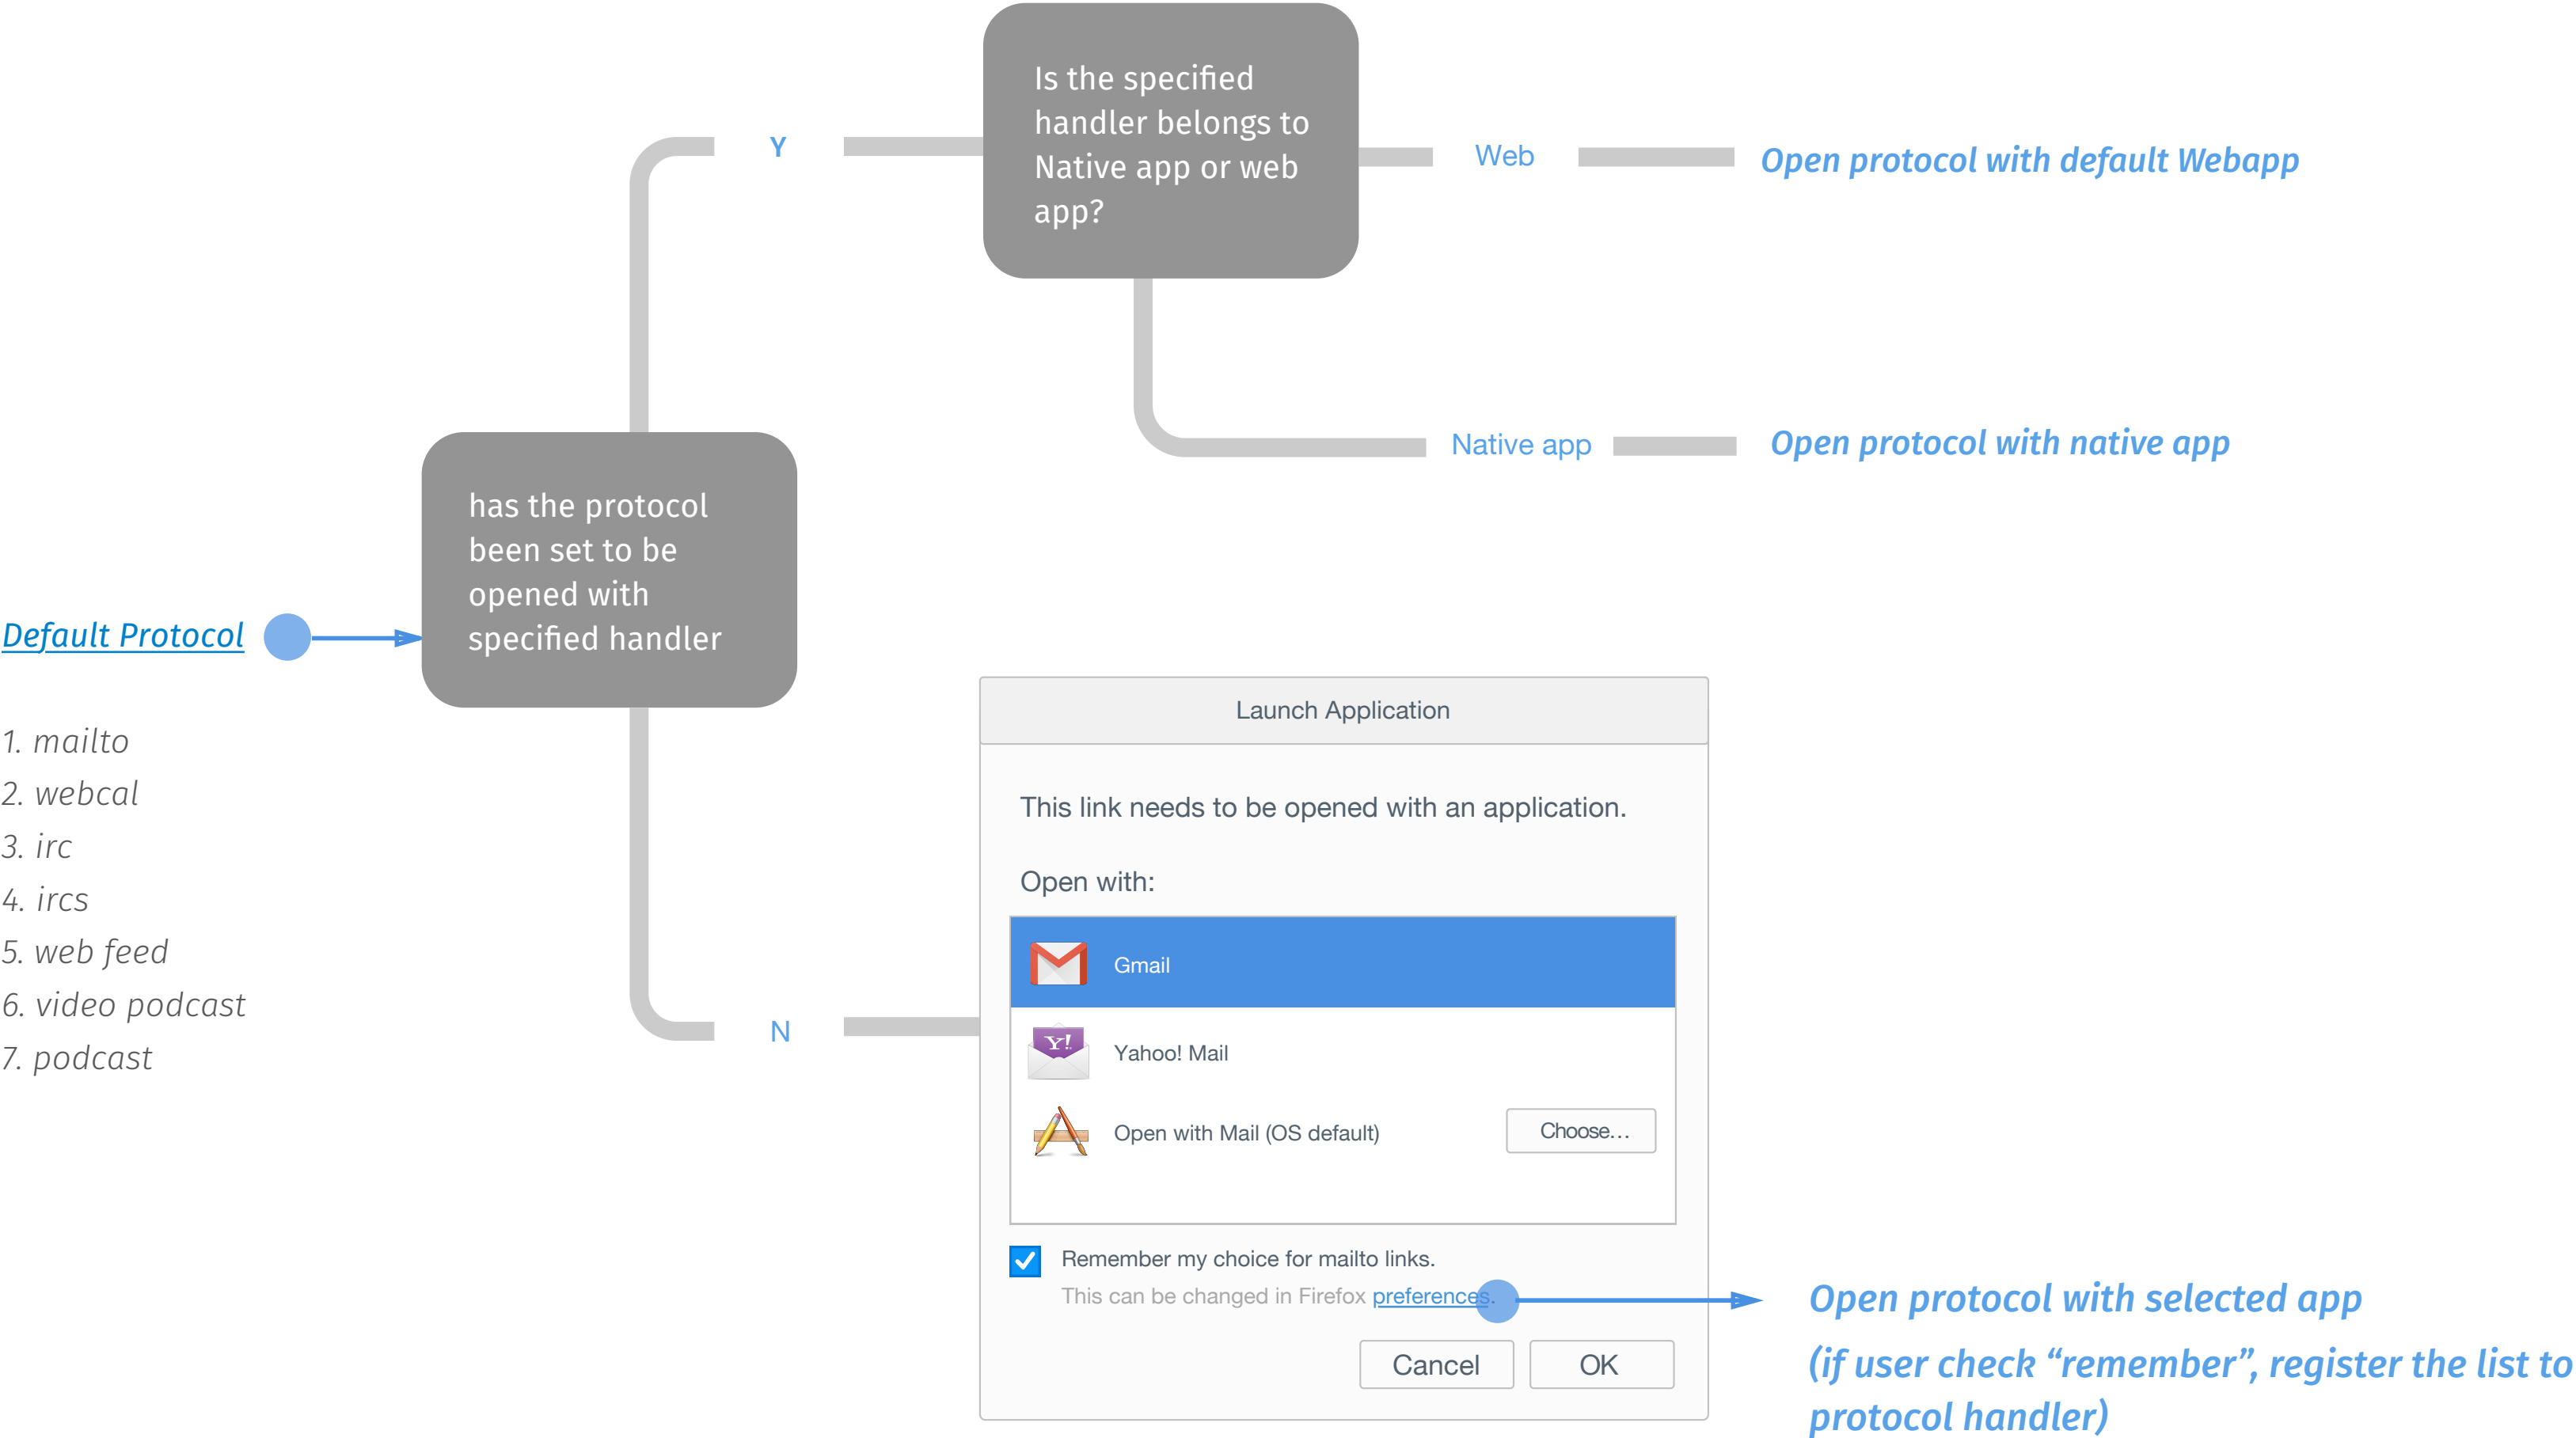 Is the specified
handler belongs to
Native app or web
app?
Y
Web
Open protocol with default Webapp
Native app
Open protocol with native app
has the protocol
been set to be
opened with
specified handler
Default Protocol
1. mailto
2. webcal
3. irc
4. ircs
5. web feed
6. video podcast
7. podcast
N
Launch Application
This link needs to be opened with an application.
Open with:
Gmail
Y!
Yahoo! Mail
Open with Mail (OS default)
Choose...
Remember my choice for mailto links.
This can be changed in Firefox preferences.
Cancel
OK
Open protocol with selected app
(if user check “remember”, register the list to
protocol handler)